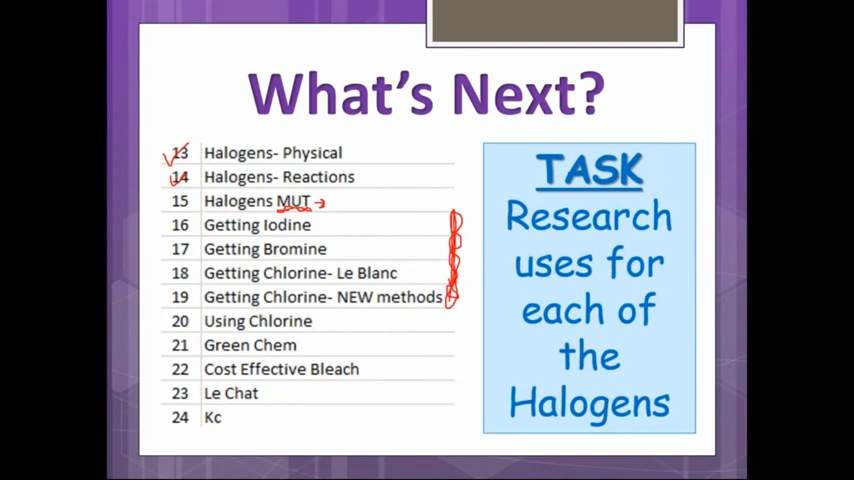 What's Next?
13 Halogens- Physical
14 Halogens- Reactions
15 Halogens MUT
16 Getting Iodine
17 Getting Bromine
18 Getting Chlorine- Le Blanc
19 Getting Chlorine- NEW methods
20 Using Chlorine
21 Green Chem
22 Cost Effective Bleach
23 Le Chat
24 Kc
TASK
Research
uses for
each of
the
Halogens